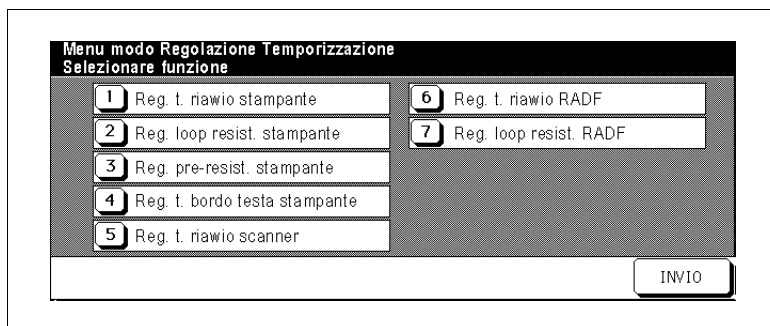 Menu modo Regolazione Temporizzazione
Selezionare funzione
1 Reg. t. riavvio stampante
2 Reg. loop resist. stampante
3 Reg. pre-resist. stampante
4 Reg. t. bordo testa stampante
5 Reg. t. riavvio scanner
6 Reg. t. riavvio RADF
7 Reg. loop resist. RADF
INVIO